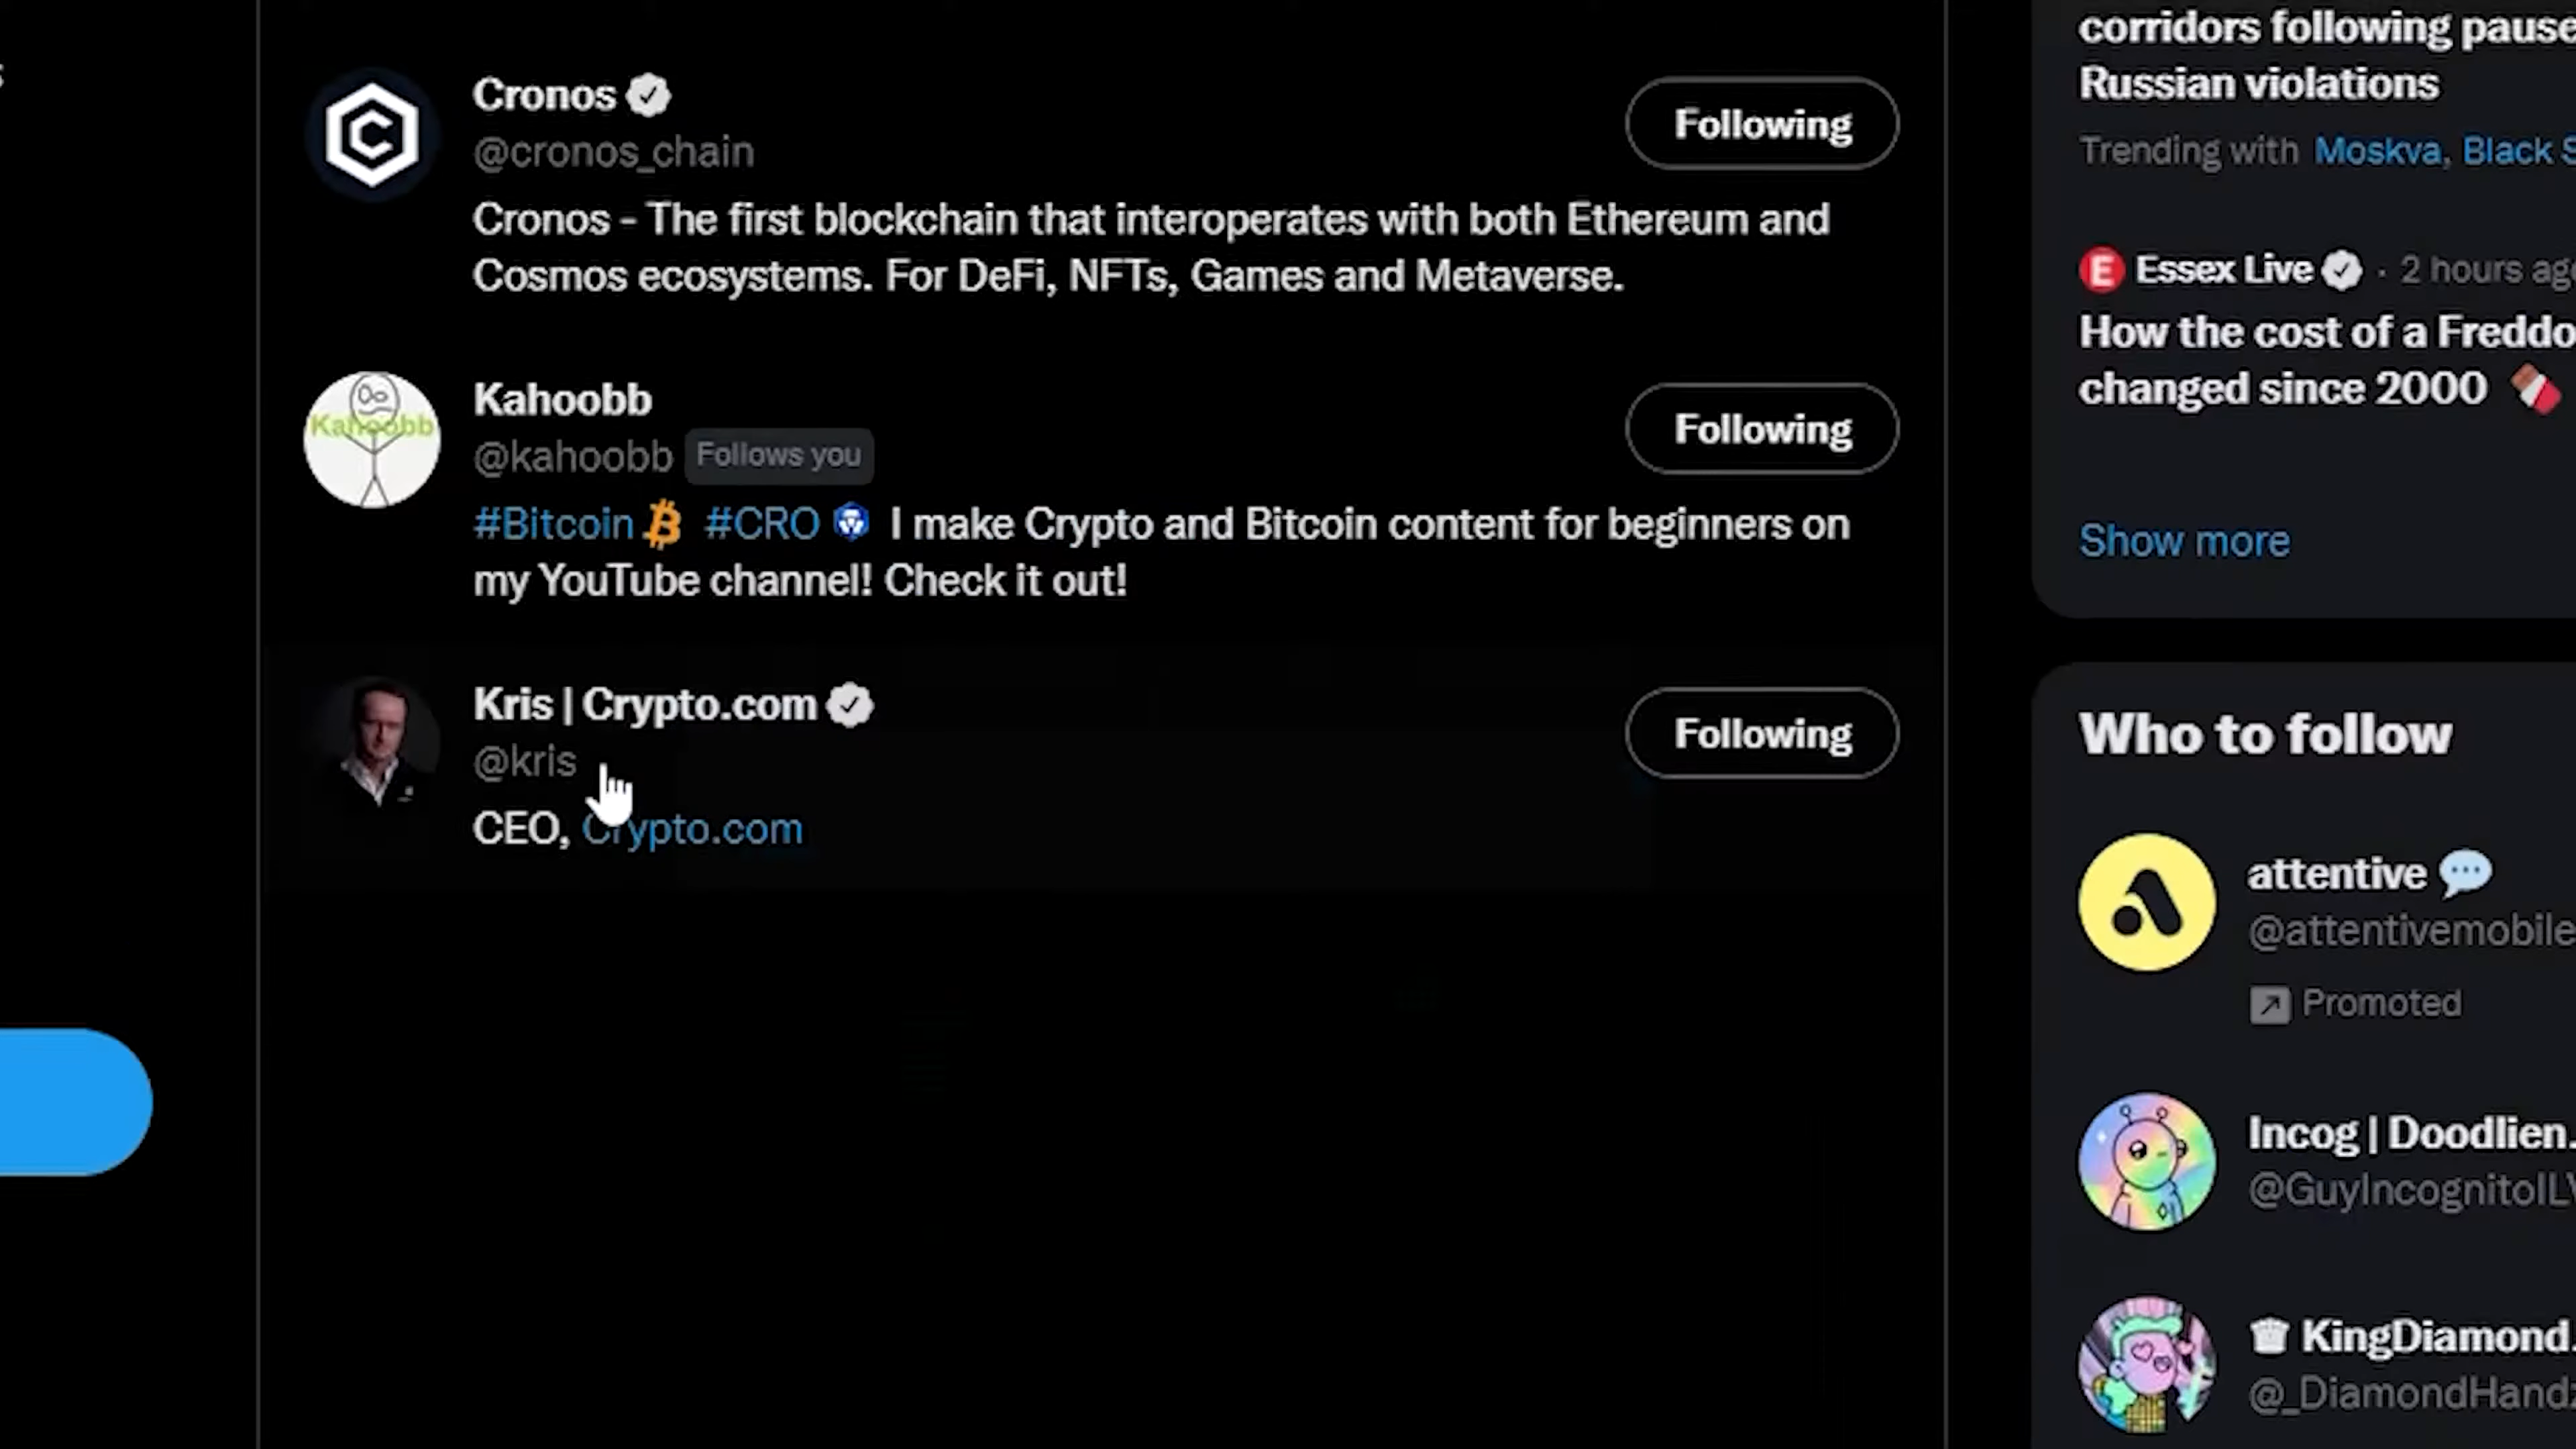 Cronos
@cronos_chain
Following
Cronos - The first blockchain that interoperates with both Ethereum and
Cosmos ecosystems. For DeFi, NFTs, Games and Metaverse.
Kahoobb
Kahoobb
@kahoobb Follows you
Following
#Bitcoin #CRO I make Crypto and Bitcoin content for beginners on
my YouTube channel! Check it out!
Kris | Crypto.com
@kris
Following
CEO, Crypto.com
corridors following pause
Russian violations
Trending with Moskva, Black
E Essex Live · 2 hours
How the cost of a Freddo
changed since 2000
Show more
Who to follow
attentive
@attentivemobile
Promoted
Incog | Doodlien.
KingDiamond.